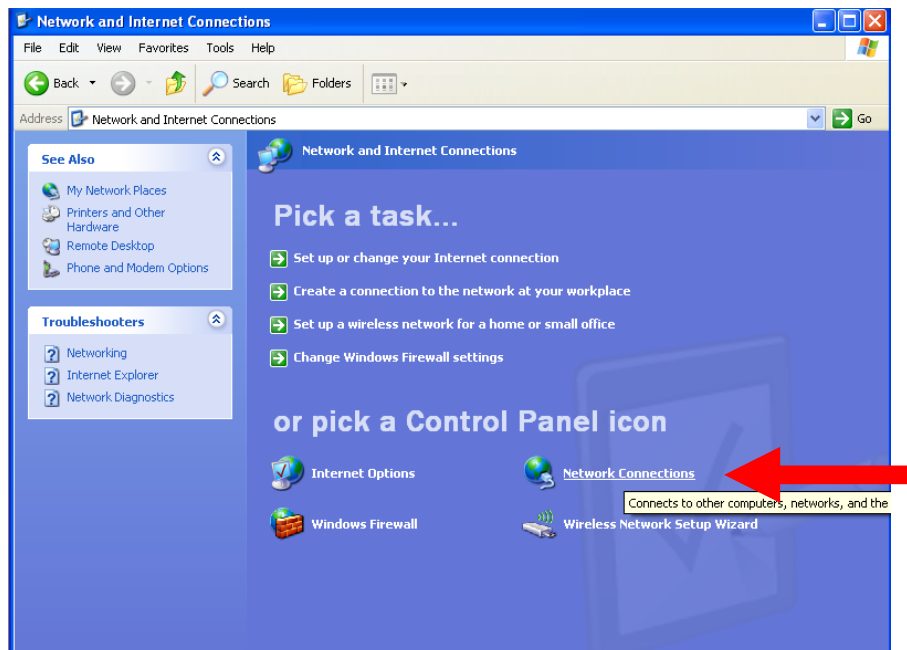 Network and Internet Connections
File Edit View Favorites Tools Help
Back Search Folders
Address Network and Internet Connections Go
See Also
My Network Places
Printers and Other
Hardware
Remote Desktop
Phone and Modem Options
Troubleshooters
Networking
Internet Explorer
Network Diagnostics
Network and Internet Connections
Pick a task...
Set up or change your Internet connection
Create a connection to the network at your workplace
Set up a wireless network for a home or small office
Change Windows Firewall settings
or pick a Control Panel icon
Internet Options Network Connections
Connects to other computers, networks, and the
Windows Firewall Wireless Network Setup Wizard